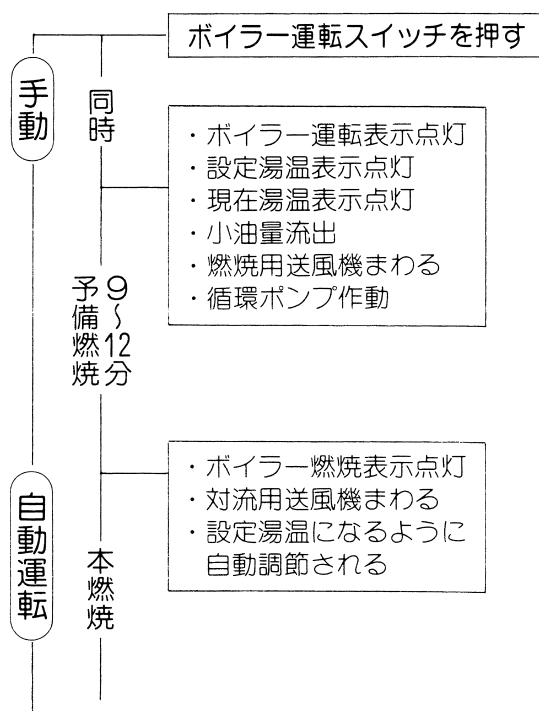 ボイラー運転スイッチを押す
手動
同時
・ボイラー運転表示点灯
・設定湯温表示点灯
・現在湯温表示点灯
・小油量流出
・燃焼用送風機まわる
・循環ポンプ作動
9〜12分
予備燃焼
・ボイラー燃焼表示点灯
・対流用送風機まわる
・設定湯温になるように
自動調節される
自動運転
本燃焼